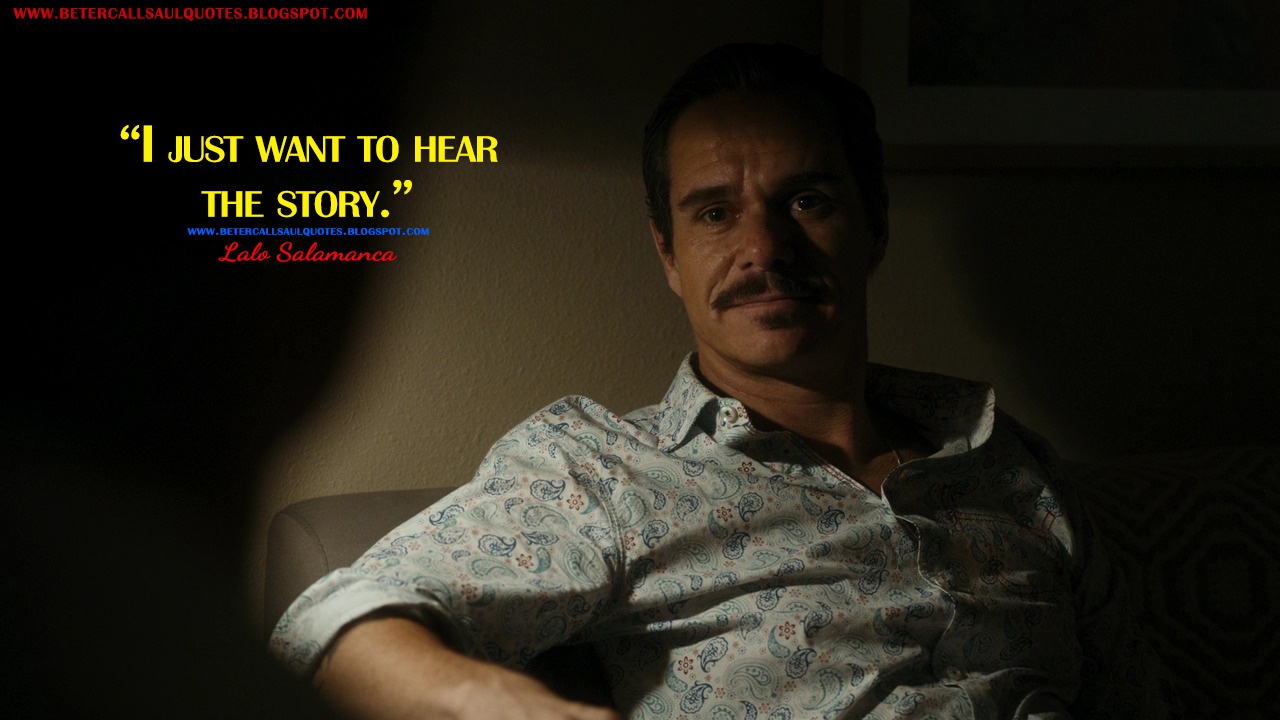 WWW.BETERCALLSAULQUOTES.BLOGSPOT.COM
“I JUST WANT TO HEAR
THE STORY.”
WWW.BETERCALLSAULQUOTES.BLOGSPOT.COM
Lalo Salamanca